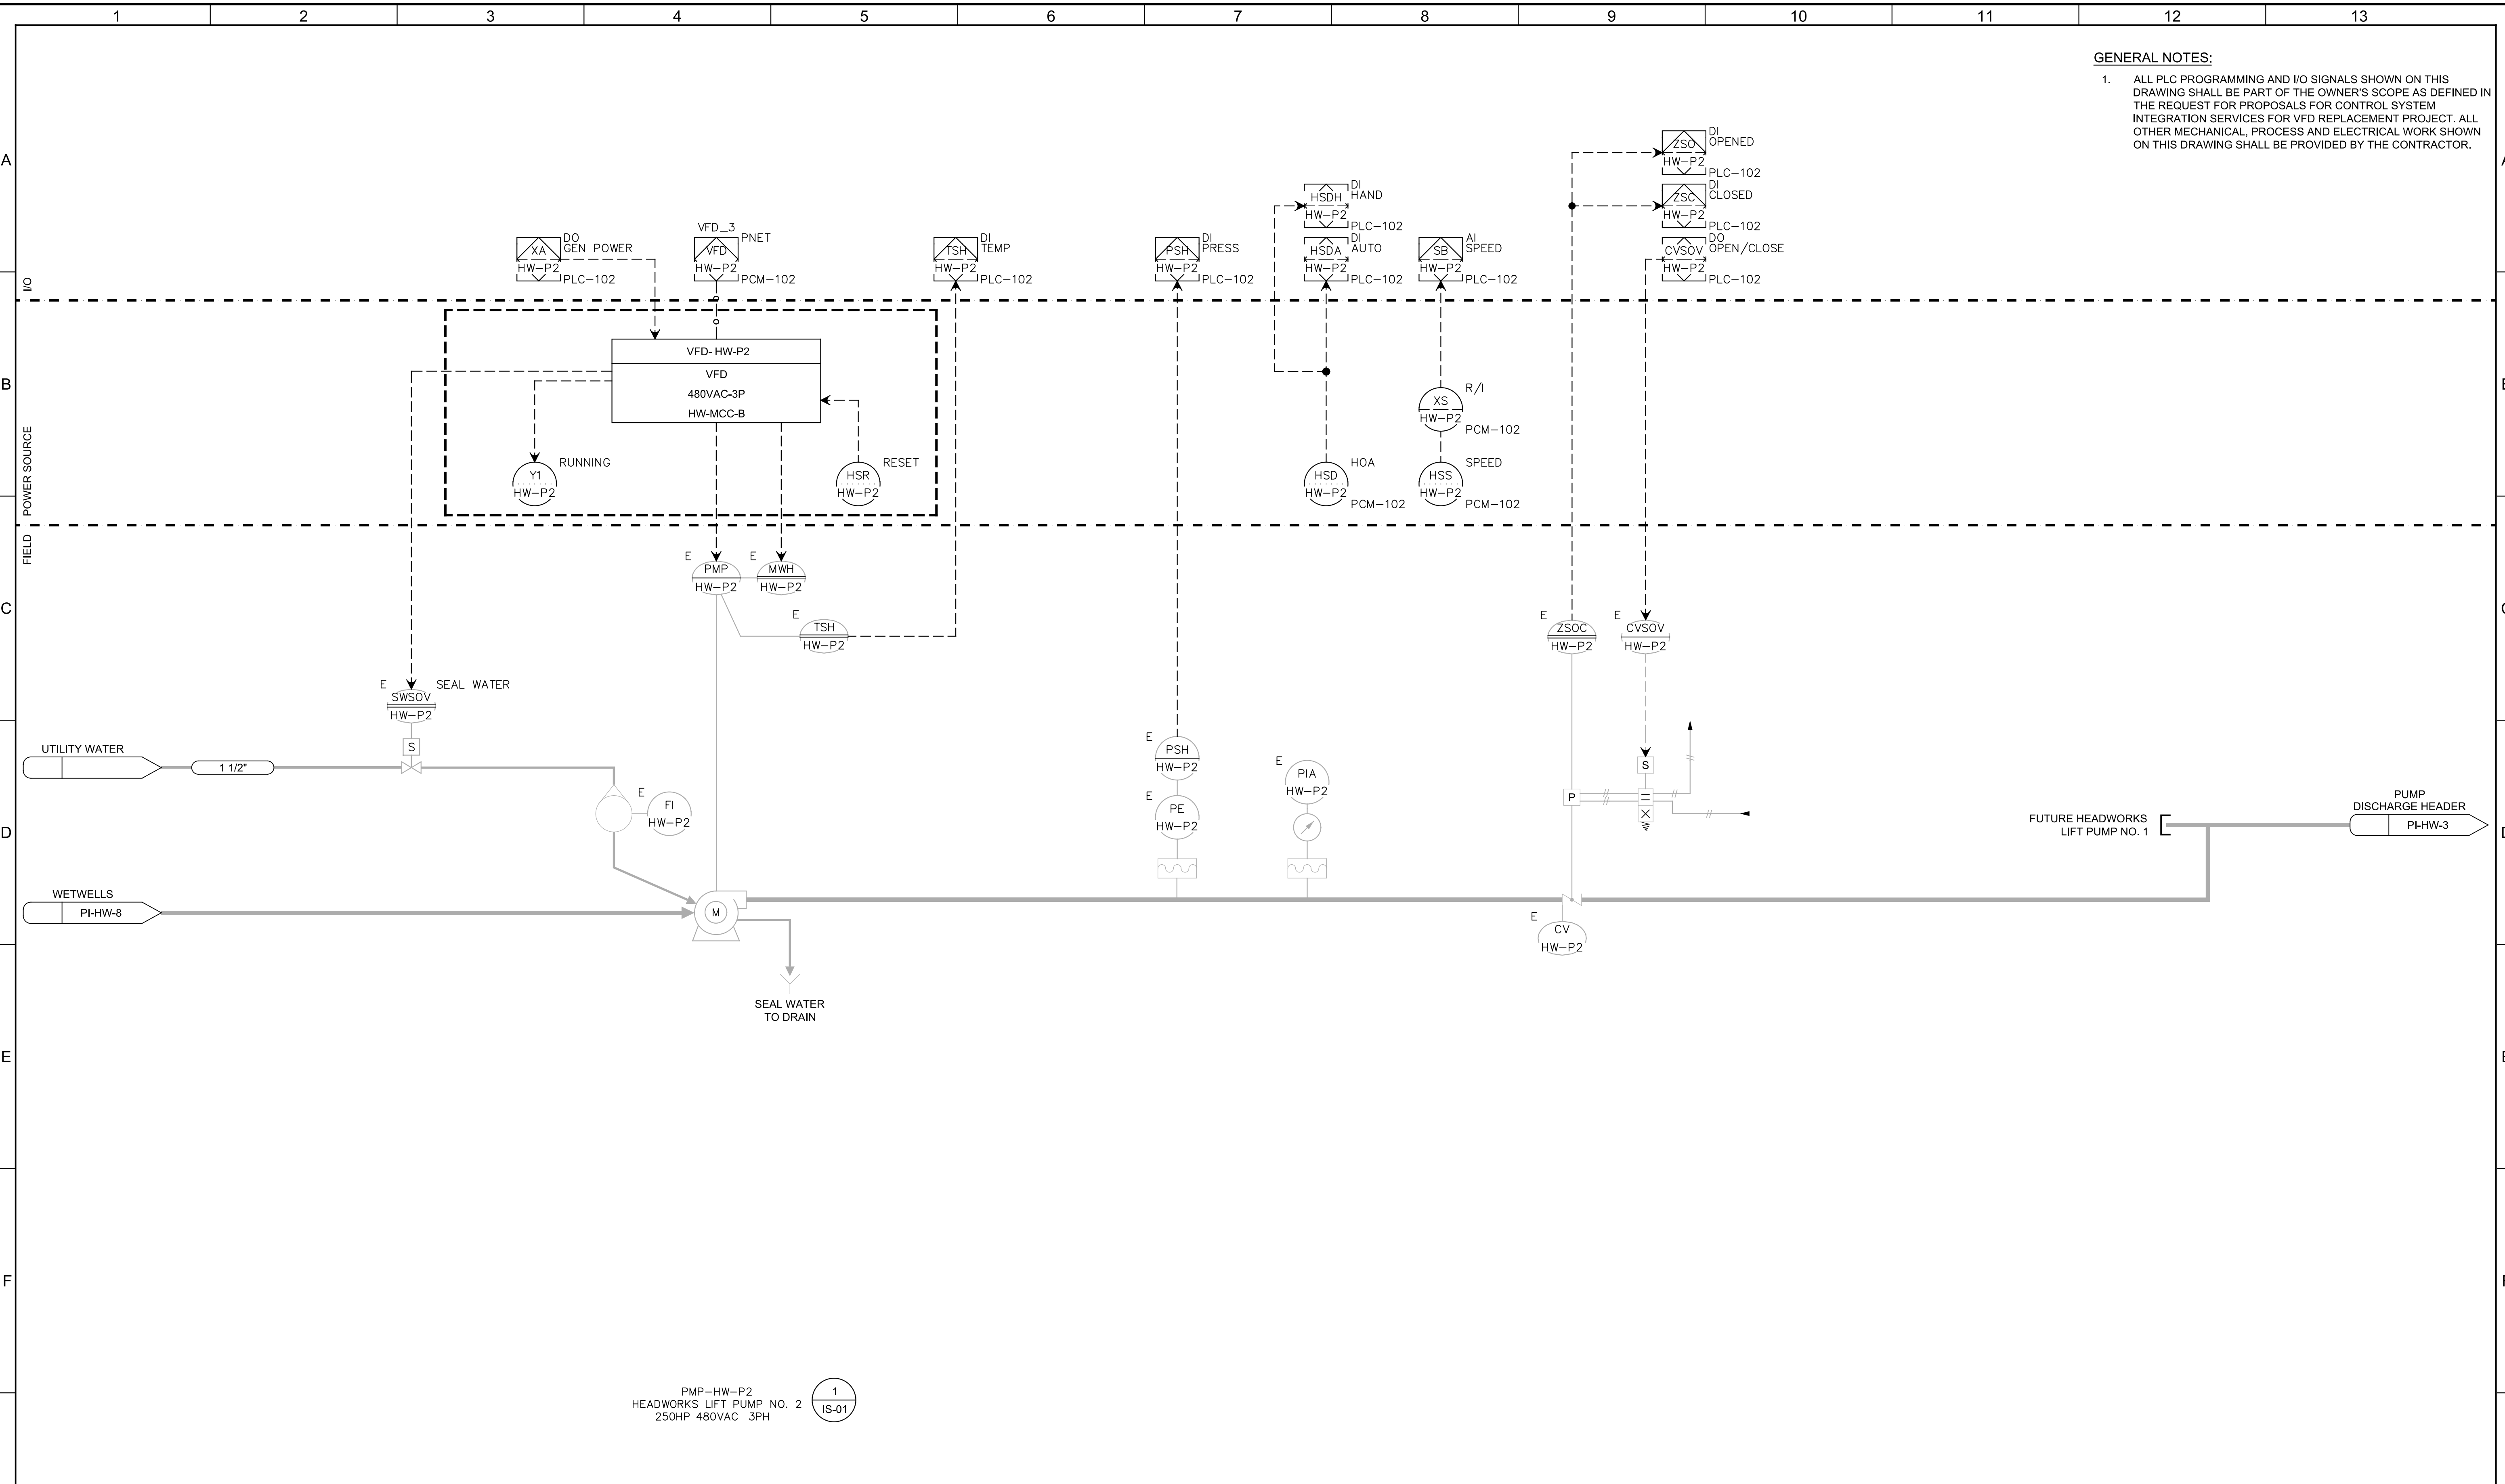 1 2 3 4 5 6 7 8 9 10 11 12 13
GENERAL NOTES:
1. ALL PLC PROGRAMMING AND I/O SIGNALS SHOWN ON THIS
DRAWING SHALL BE PART OF THE OWNER'S SCOPE AS DEFINED IN
THE REQUEST FOR PROPOSALS FOR CONTROL SYSTEM
INTEGRATION SERVICES FOR VFD REPLACEMENT PROJECT. ALL
OTHER MECHANICAL, PROCESS AND ELECTRICAL WORK SHOWN
ON THIS DRAWING SHALL BE PROVIDED BY THE CONTRACTOR.
A
B
C
D
E
F
I/O
POWER SOURCE
FIELD
XA
HW-P2
DO
GEN POWER
PLC-102
VFD_3
VFD
HW-P2
PNET
PCM-102
TSH
HW-P2
DI
TEMP
PLC-102
PSH
HW-P2
DI
PRESS
PLC-102
HSDH
HW-P2
DI
HAND
PLC-102
HSDA
HW-P2
DI
AUTO
PLC-102
SB
HW-P2
AI
SPEED
PLC-102
ZSO
HW-P2
DI
OPENED
PLC-102
ZSC
HW-P2
DI
CLOSED
PLC-102
CVSOV
HW-P2
DO
OPEN/CLOSE
PLC-102
VFD- HW-P2
VFD
480VAC-3P
HW-MCC-B
Y1
HW-P2
RUNNING
HSR
HW-P2
RESET
HSD
HW-P2
HOA
PCM-102
XS
HW-P2
R/I
PCM-102
HSS
HW-P2
SPEED
PCM-102
E
PMP
HW-P2
E
MWH
HW-P2
E
TSH
HW-P2
E
ZSOC
HW-P2
E
CVSOV
HW-P2
E
SWSOV
HW-P2
SEAL WATER
S
UTILITY WATER
1 1/2"
E
FI
HW-P2
E
PSH
HW-P2
E
PE
HW-P2
E
PIA
HW-P2
S
P
FUTURE HEADWORKS
LIFT PUMP NO. 1
PUMP
DISCHARGE HEADER
PI-HW-3
WETWELLS
PI-HW-8
M
E
CV
HW-P2
SEAL WATER
TO DRAIN
PMP-HW-P2
HEADWORKS LIFT PUMP NO. 2
250HP 480VAC 3PH
1
IS-01